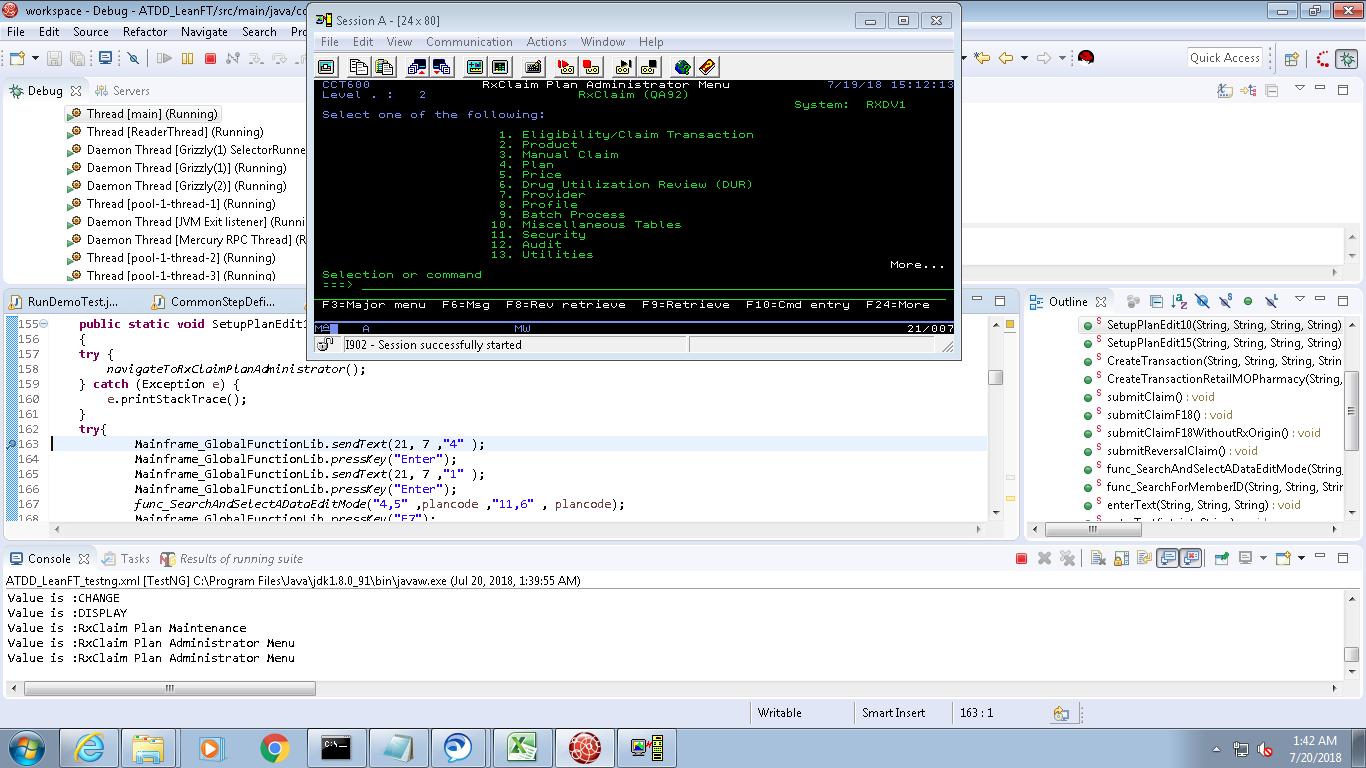 workspace - Debug - ATDD_LeanFT/src/main/java/co
File Edit Source Refactor Navigate Search Pr
Quick Access
Debug Servers
Thread [main] (Running)
Thread [ReaderThread] (Running)
Daemon Thread [Grizzly(1) SelectorRunne
Daemon Thread [Grizzly(1)] (Running)
Daemon Thread [Grizzly(2)] (Running)
Thread [pool-1-thread-1] (Running)
Daemon Thread [JVM Exit listener] (Runni
Daemon Thread [Mercury RPC Thread] (R
Thread [pool-1-thread-2] (Running)
Thread [pool-1-thread-3] (Running)
Session A - [24 x 80]
File Edit View Communication Actions Window Help
CCT600 RxClaim Plan Administrator Menu 7/19/18 15:12:13
Level . : 2 RxClaim (QA92)
System: RXDV1
Select one of the following:
1. Eligibility/Claim Transaction
2. Product
3. Manual Claim
4. Plan
5. Price
6. Drug Utilization Review (DUR)
7. Provider
8. Profile
9. Batch Process
10. Miscellaneous Tables
11. Security
12. Audit
13. Utilities
More...
Selection or command
===>
F3=Major menu F6=Msg F8=Rev retrieve F9=Retrieve F10=Cmd entry F24=More
A MW 21/007
I902 - Session successfully started
RunDemoTest.j... CommonStepDefi...
155 public static void SetupPlanEdit1
156 {
157 try {
158 navigateToRxClaimPlanAdministrator();
159 } catch (Exception e) {
160 e.printStackTrace();
161 }
162 try{
163 Mainframe_GlobalFunctionLib.sendText(21, 7 ,"4" );
164 Mainframe_GlobalFunctionLib.pressKey("Enter");
165 Mainframe_GlobalFunctionLib.sendText(21, 7 ,"1" );
166 Mainframe_GlobalFunctionLib.pressKey("Enter");
167 func_SearchAndSelectADataEditMode("4,5" ,plancode ,"11,6" , plancode);
168 Mainframe_GlobalFunctionLib.pressKey("F7");
Outline
SetupPlanEdit10(String, String, String, String)
SetupPlanEdit15(String, String, String, String)
CreateTransaction(String, String, String, Strin
CreateTransactionRetailMOPharmacy(String,
submitClaim() : void
submitClaimF18() : void
submitClaimF18WithoutRxOrigin() : void
submitReversalClaim() : void
func_SearchAndSelectADataEditMode(String,
func_SearchForMemberID(String, String, Strin
enterText(String, String, String) : void
Console Tasks Results of running suite
ATDD_LeanFT_testng.xml [TestNG] C:\Program Files\Java\jdk1.8.0_91\bin\javaw.exe (Jul 20, 2018, 1:39:55 AM)
Value is :CHANGE
Value is :DISPLAY
Value is :RxClaim Plan Maintenance
Value is :RxClaim Plan Administrator Menu
Value is :RxClaim Plan Administrator Menu
Writable Smart Insert 163 : 1
1:42 AM
7/20/2018